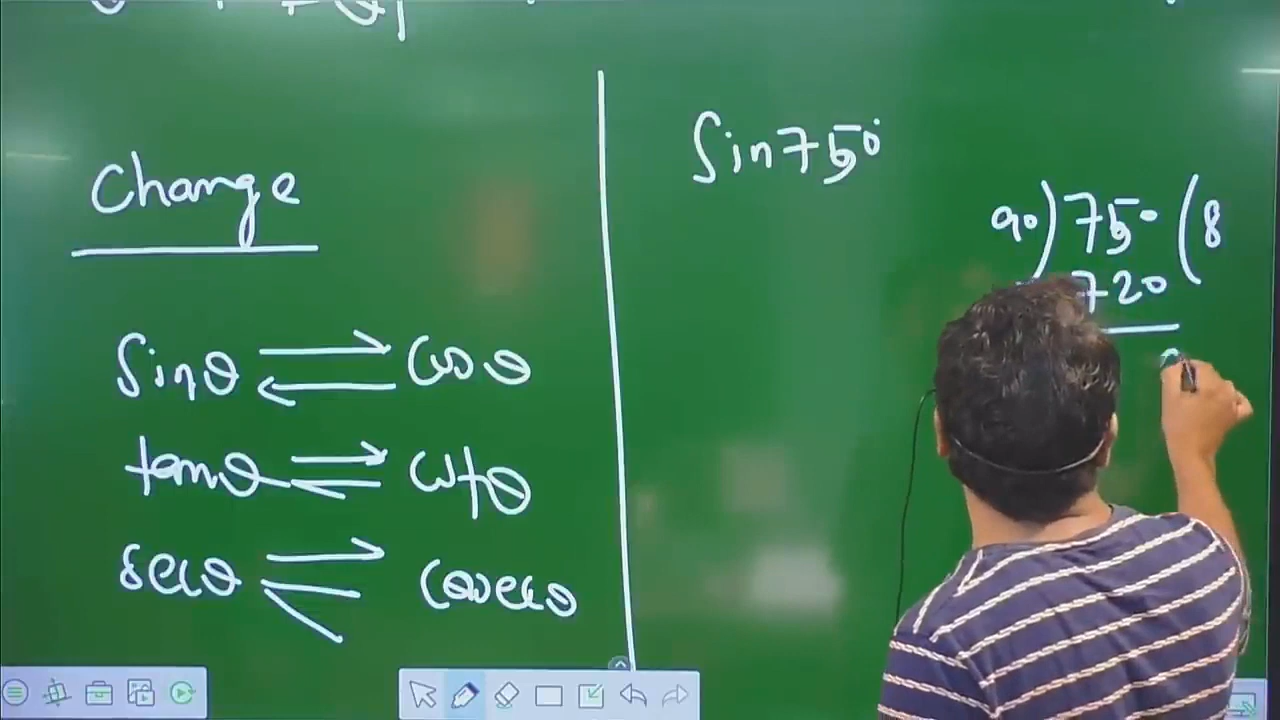 Change
Sinθ ⇌ Cosθ
tanθ ⇌ Cotθ
Secθ ⇌ Cosecθ
Sin750°
90)750(8
720